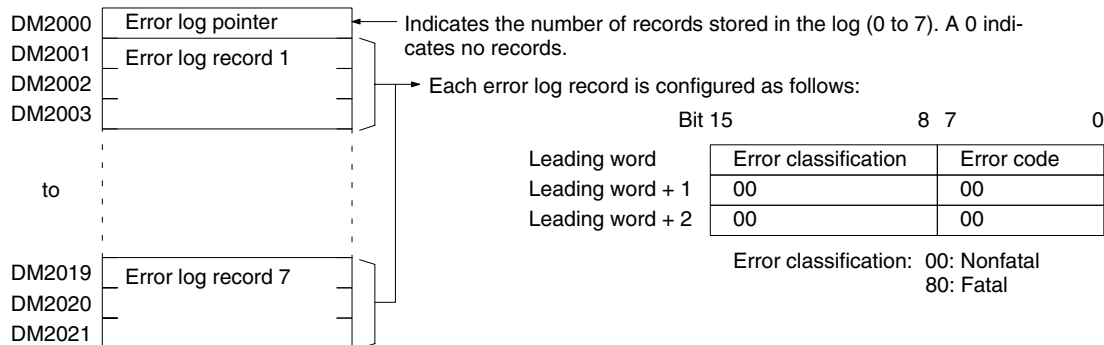 DM2000 Error log pointer Indicates the number of records stored in the log (0 to 7). A 0 indi-
cates no records.
DM2001 Error log record 1
DM2002 Each error log record is configured as follows:
DM2003
Bit 15 8 7 0
Leading word Error classification Error code
to Leading word + 1 00 00
Leading word + 2 00 00
Error classification: 00: Nonfatal
80: Fatal
DM2019 Error log record 7
DM2020
DM2021